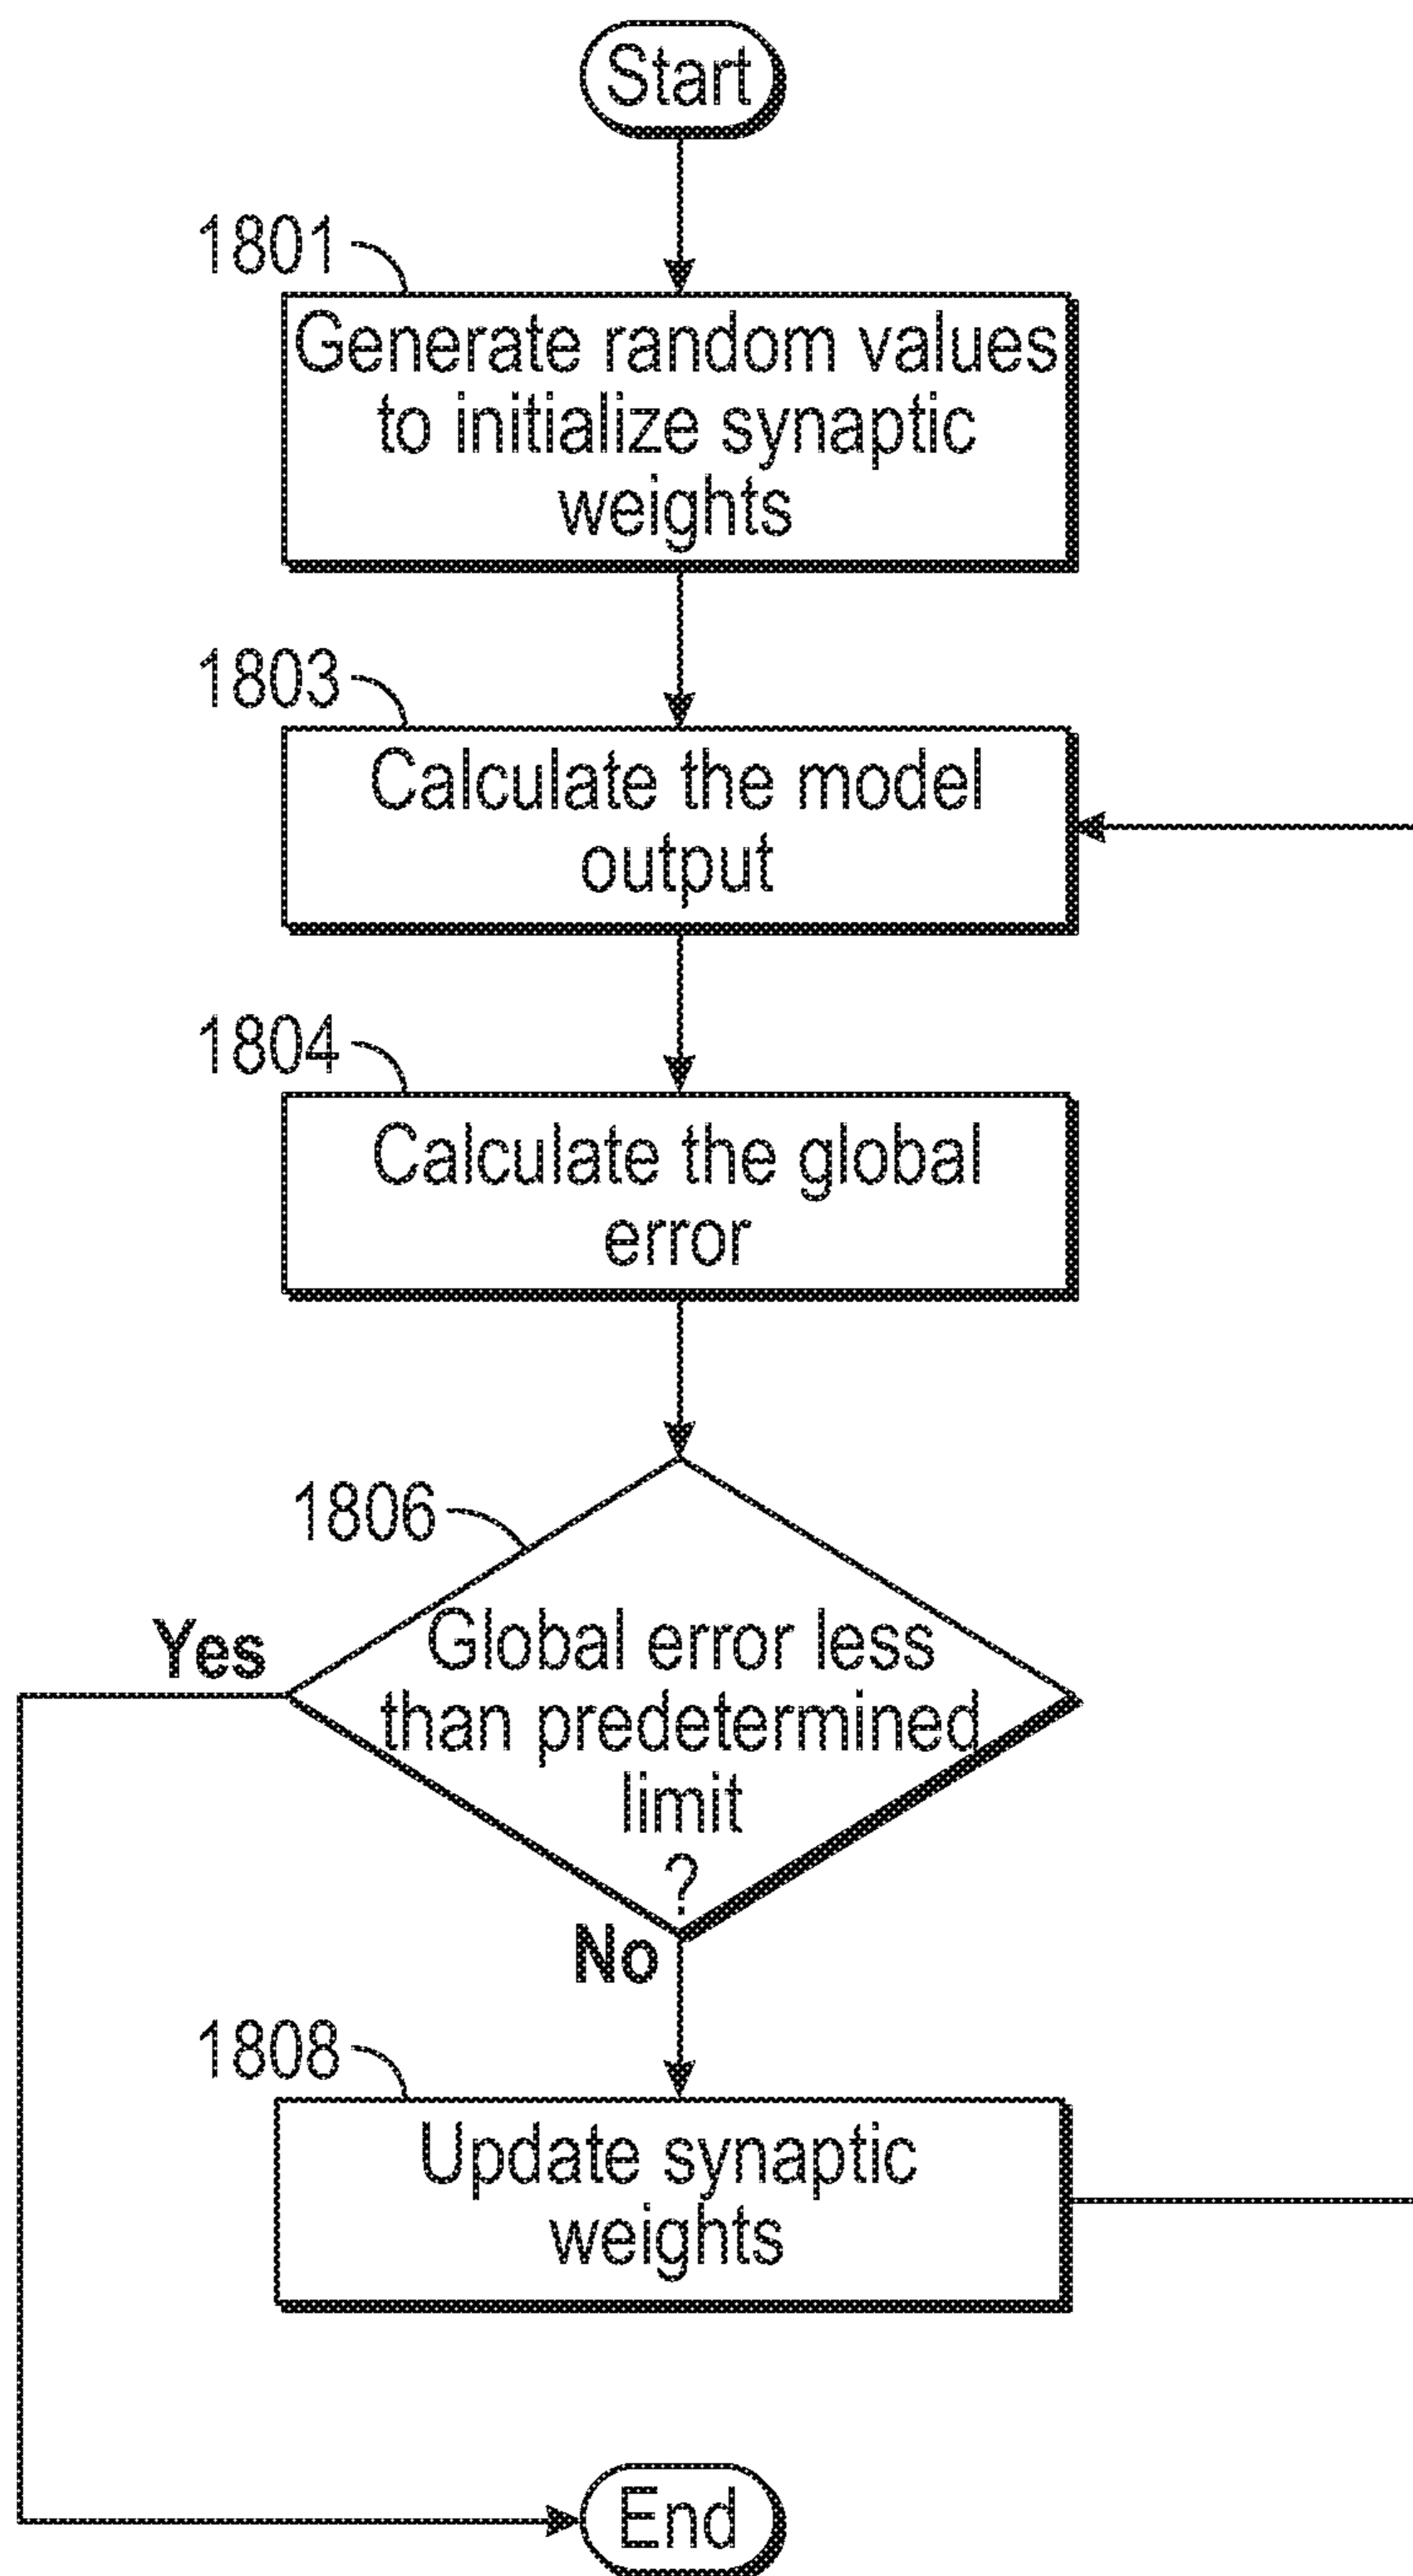 Start
1801
Generate random values
to initialize synaptic
weights
1803
Calculate the model
output
1804
Calculate the global
error
1806
Yes
Global error less
than predetermined
limit
?
No
1808
Update synaptic
weights
End